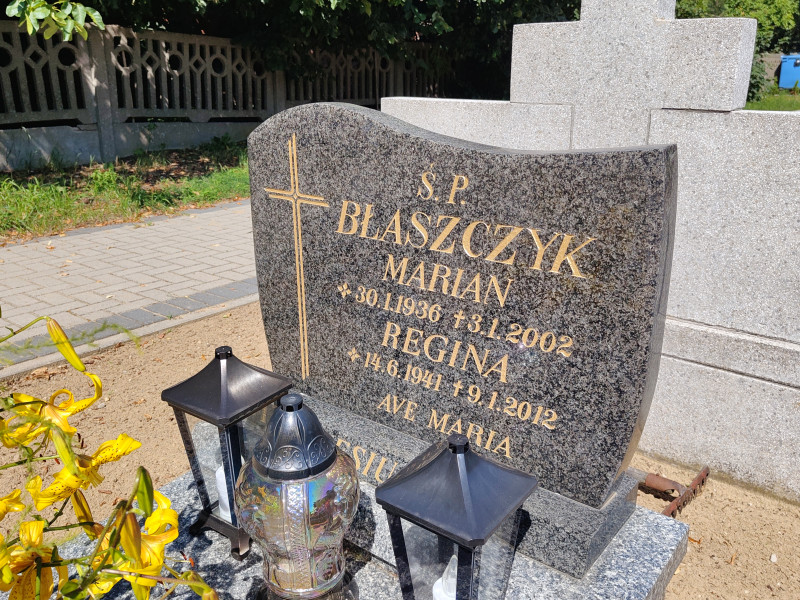 Ś. P.
BŁASZCZYK
MARIAN
30.1.1936 3.1.2002
REGINA
14.6.1941 9.1.2012
AVE MARIA